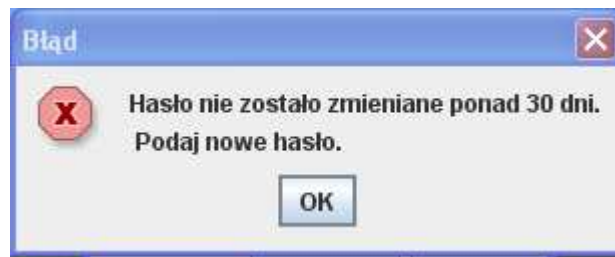 Błąd
Hasło nie zostało zmieniane ponad 30 dni.
Podaj nowe hasło.
OK